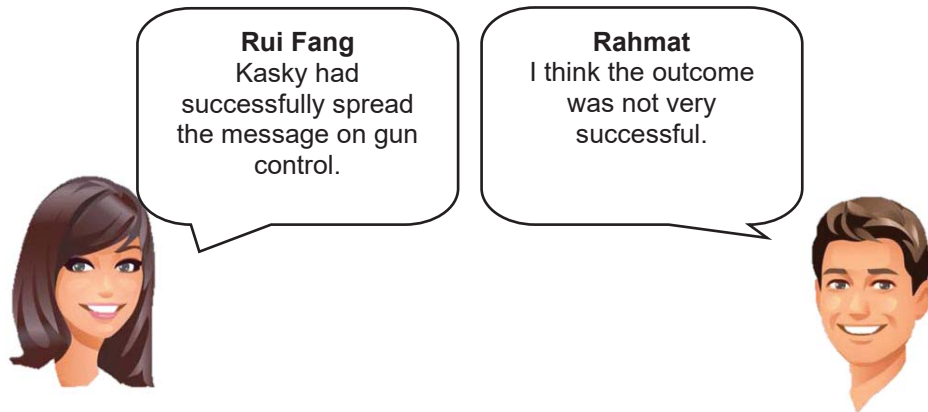 Rui Fang
Kasky had
successfully spread
the message on gun
control.
Rahmat
I think the outcome
was not very
successful.